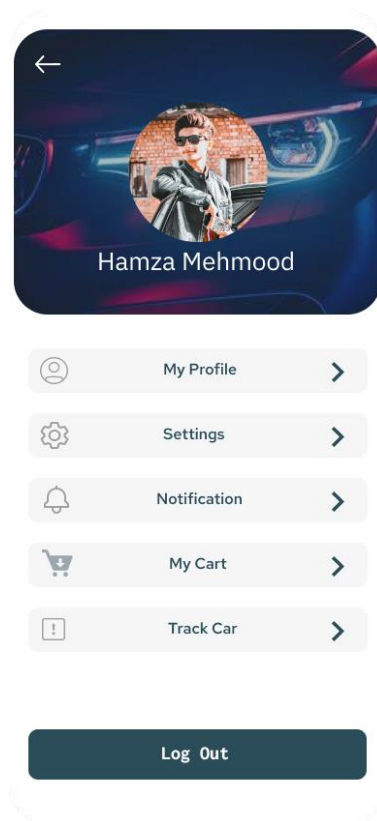 Hamza Mehmood
My Profile
Settings
Notification
My Cart
Track Car
Log Out